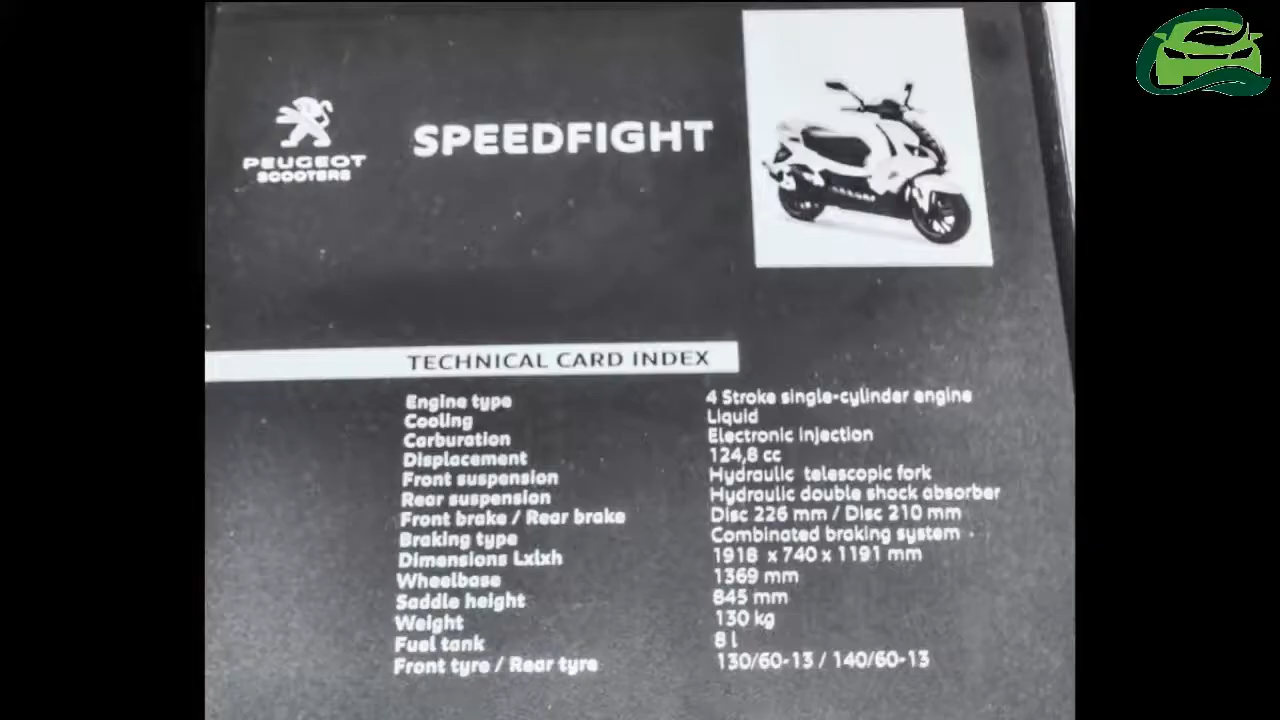 PEUGEOT
SCOOTERS
SPEEDFIGHT
TECHNICAL CARD INDEX
Engine type 4 Stroke single-cylinder engine
Cooling Liquid
Carburation Electronic injection
Displacement 124,8 cc
Front suspension Hydraulic telescopic fork
Rear suspension Hydraulic double shock absorber
Front brake / Rear brake Disc 226 mm / Disc 210 mm
Braking type Combined braking system
Dimensions Lxlxh 1918 x 740 x 1191 mm
Wheelbase 1369 mm
Saddle height 845 mm
Weight 130 kg
Fuel tank 8 l
Front tyre / Rear tyre 130/60-13 / 140/60-13